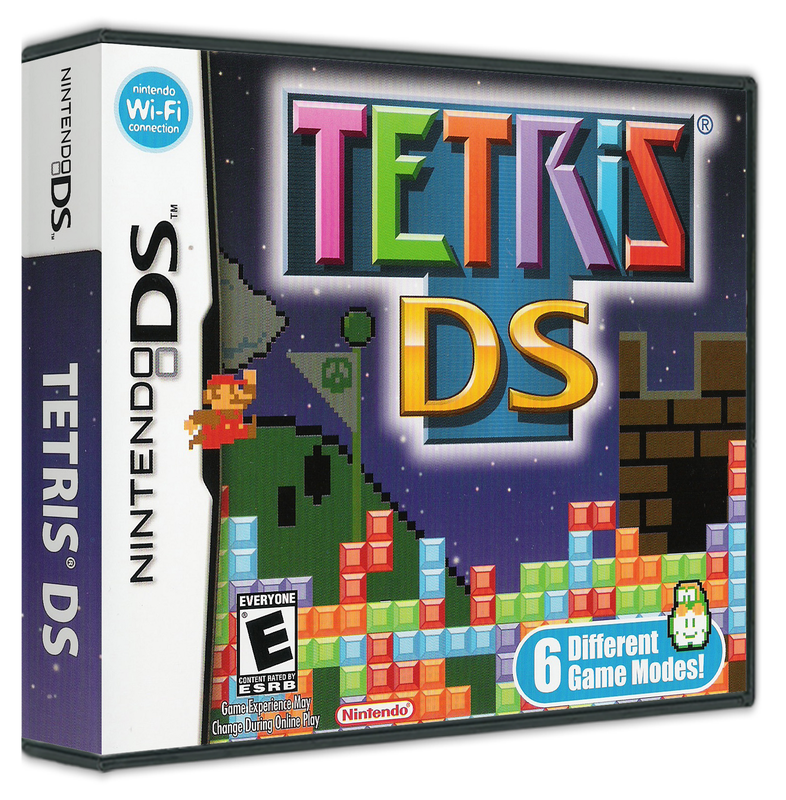 NINTENDO DS™
TETRIS® DS
nintendo
Wi-Fi
connection
NINTENDO DS™
TETRIS®
DS
EVERYONE
E®
CONTENT RATED BY
ESRB
Game Experience May
Change During Online Play
Nintendo®
6 Different
Game Modes!